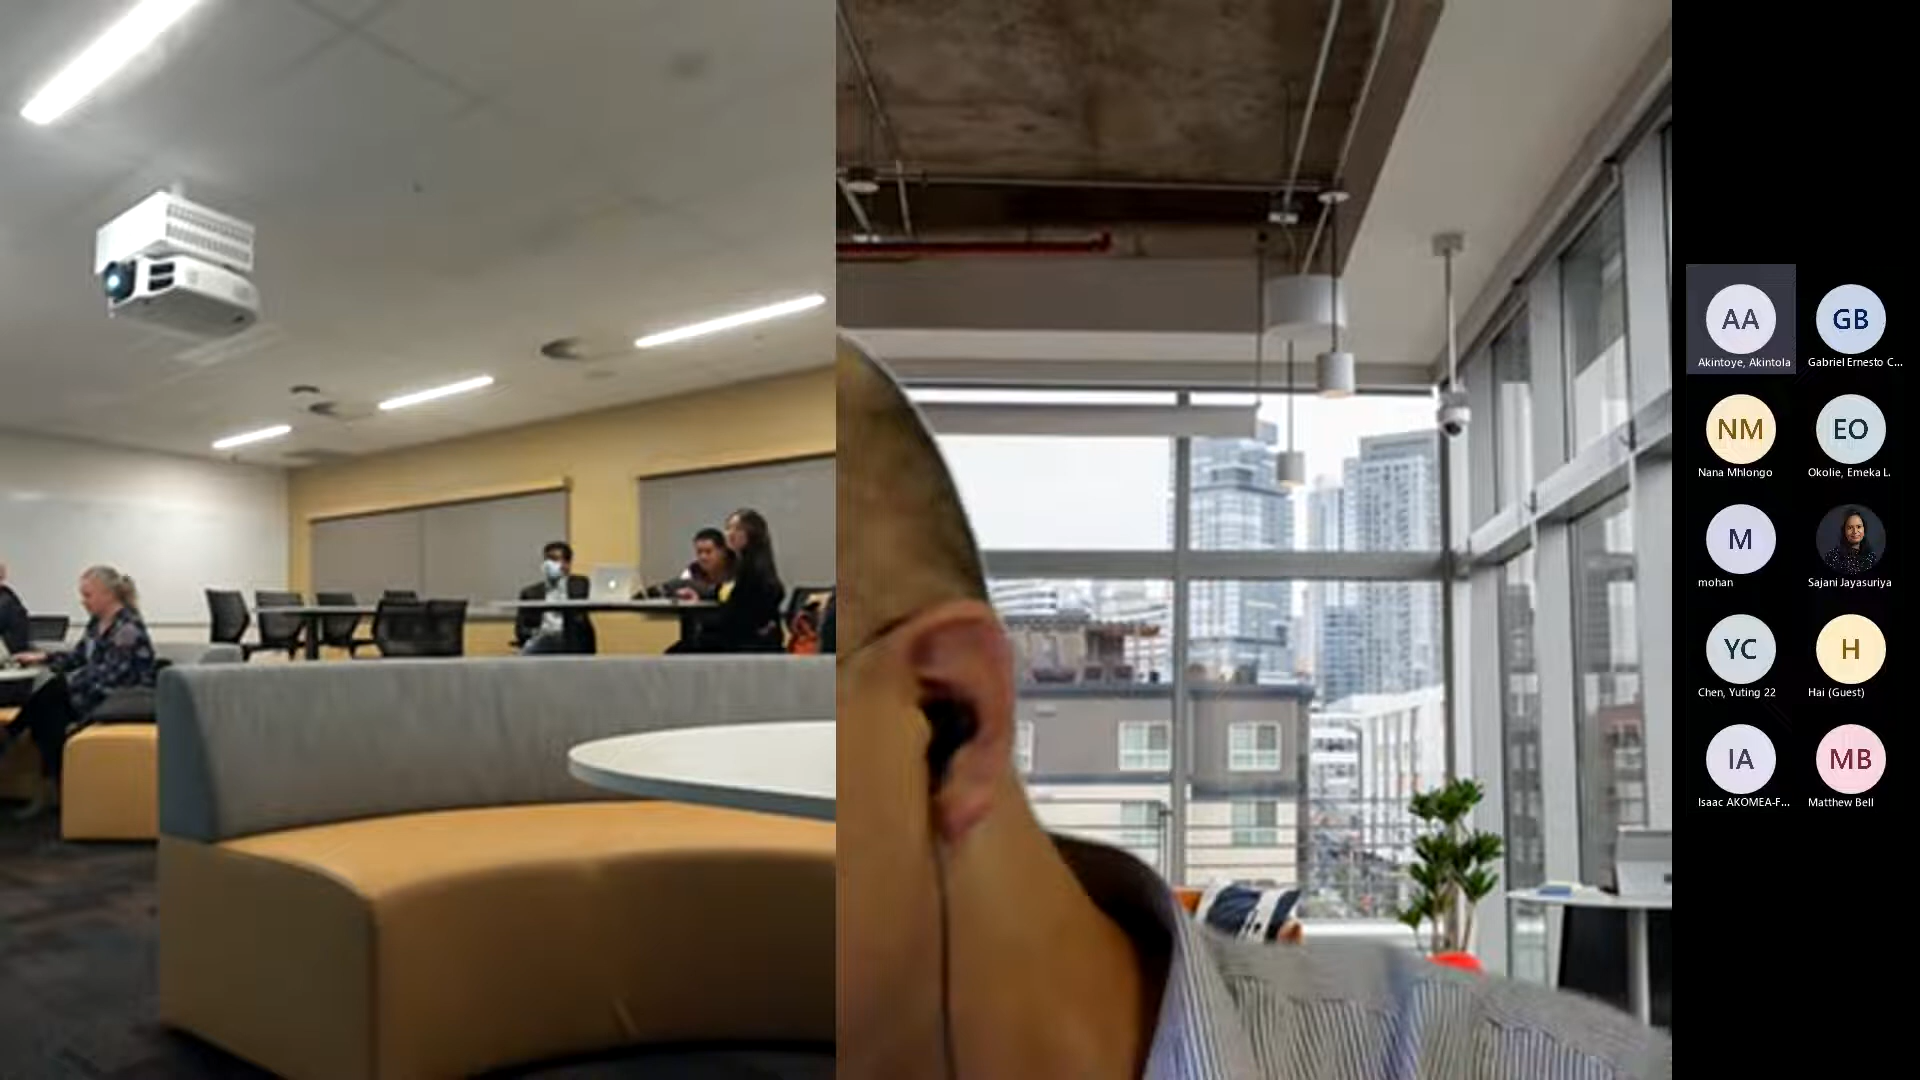 AA GB
Akintoye, Akintola Gabriel Ernesto C...
NM EO
Nana Mhlongo Okolie, Emeka L.
M
mohan Sajani Jayasuriya
YC H
Chen, Yuting 22 Hai (Guest)
IA MB
Isaac AKOMEA-F... Matthew Bell